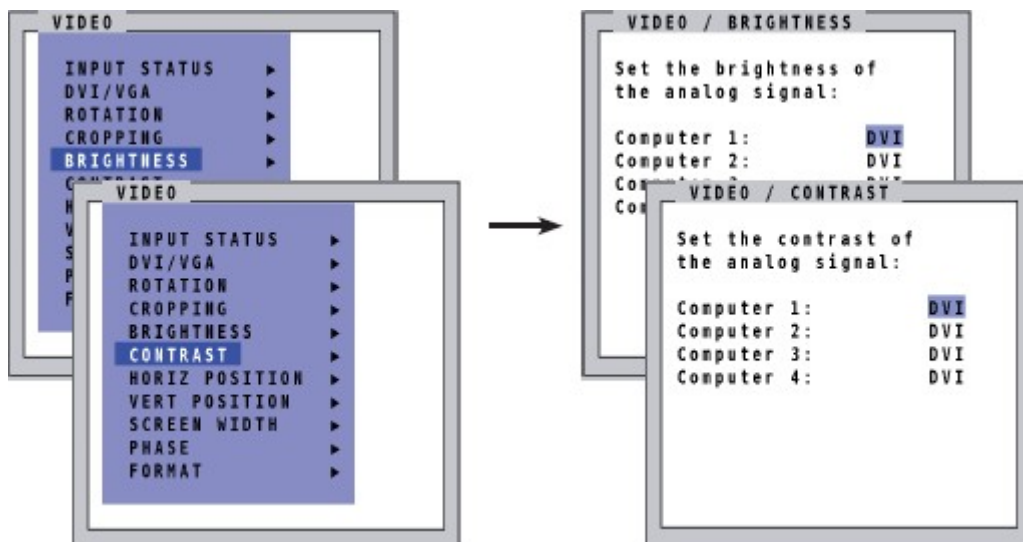 VIDEO
INPUT STATUS
DVI/VGA
ROTATION
CROPPING
BRIGHTNESS
VIDEO
INPUT STATUS
DVI/VGA
ROTATION
CROPPING
BRIGHTNESS
CONTRAST
HORIZ POSITION
VERT POSITION
SCREEN WIDTH
PHASE
FORMAT
VIDEO / BRIGHTNESS
Set the brightness of
the analog signal:
Computer 1: DVI
Computer 2: DVI
VIDEO / CONTRAST
Set the contrast of
the analog signal:
Computer 1: DVI
Computer 2: DVI
Computer 3: DVI
Computer 4: DVI